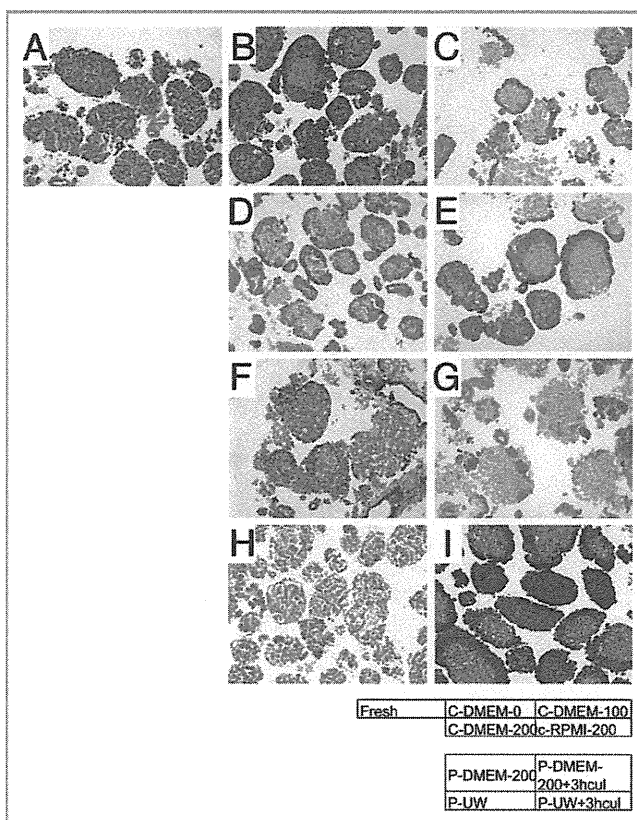 A B C
D E
F G
H I
Fresh C-DMEM-0 C-DMEM-100
C-DMEM-200 c-RPMI-200
P-DMEM-200 P-DMEM-
200+3hcul
P-UW P-UW+3hcul